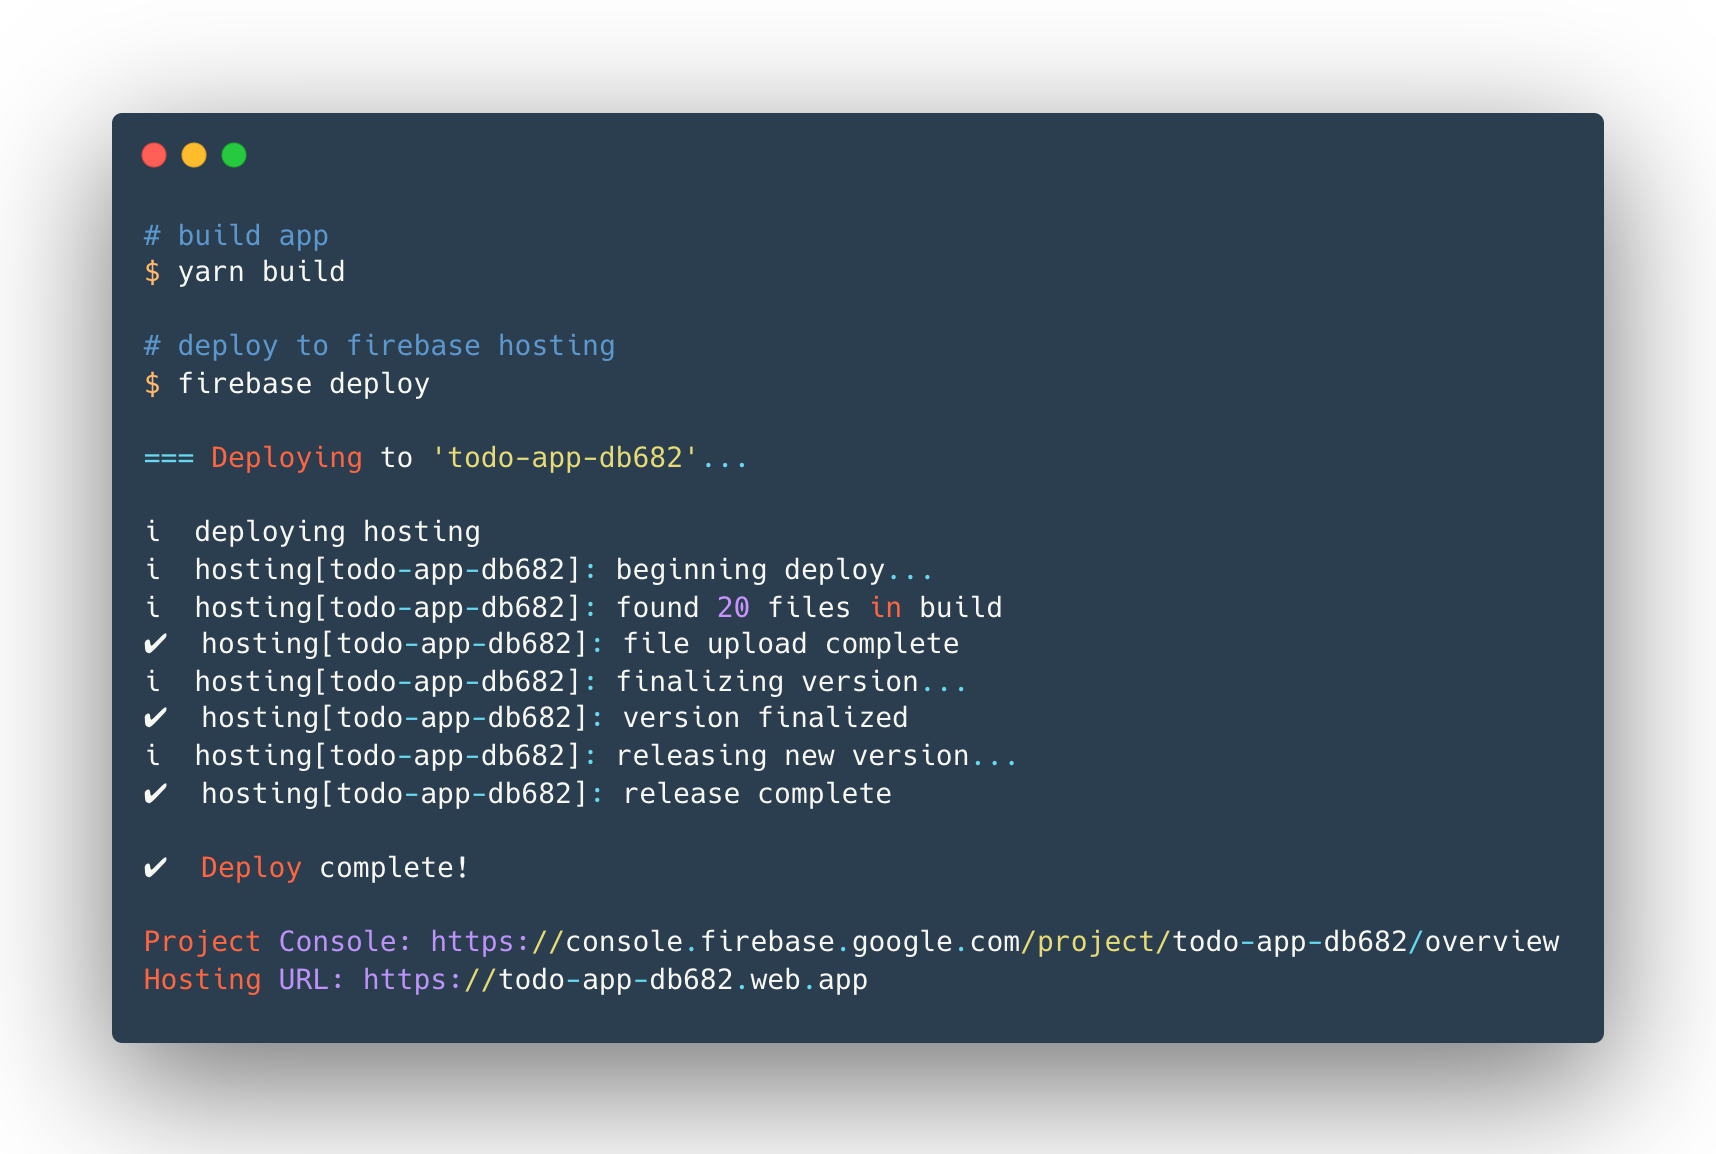 # build app
$ yarn build
# deploy to firebase hosting
$ firebase deploy
=== Deploying to 'todo-app-db682'...
i  deploying hosting
i  hosting[todo-app-db682]: beginning deploy...
i  hosting[todo-app-db682]: found 20 files in build
✔  hosting[todo-app-db682]: file upload complete
i  hosting[todo-app-db682]: finalizing version...
✔  hosting[todo-app-db682]: version finalized
i  hosting[todo-app-db682]: releasing new version...
✔  hosting[todo-app-db682]: release complete
✔  Deploy complete!
Project Console: https://console.firebase.google.com/project/todo-app-db682/overview
Hosting URL: https://todo-app-db682.web.app